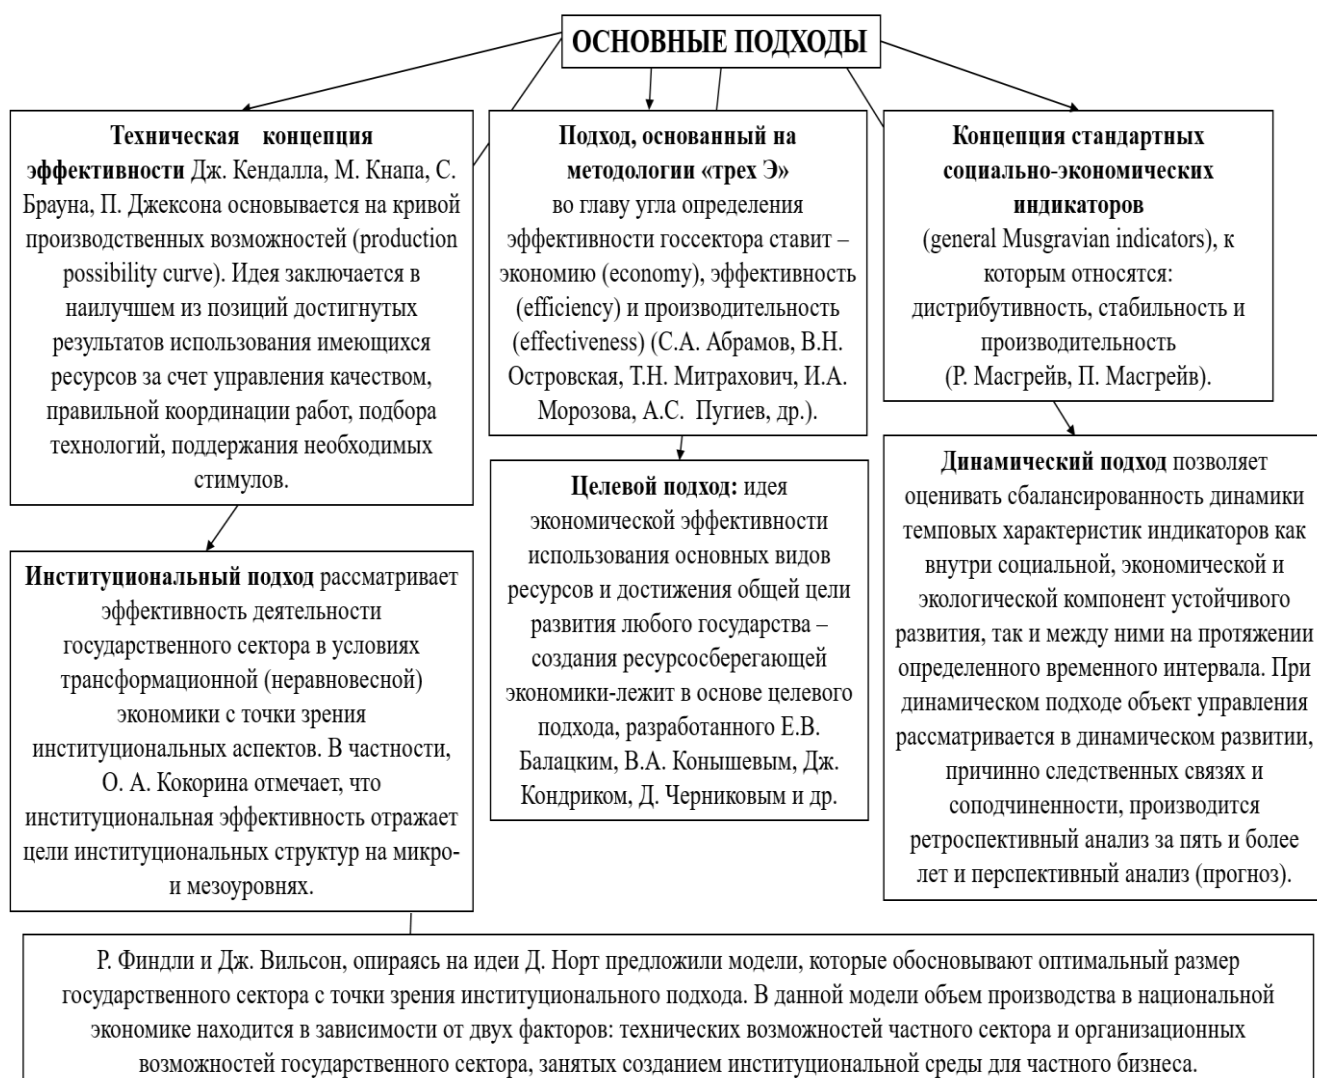 ОСНОВНЫЕ ПОДХОДЫ
Техническая концепция
эффективности Дж. Кендалла, М. Кнапа, С.
Брауна, П. Джексона основывается на кривой
производственных возможностей (production
possibility curve). Идея заключается в
наилучшем из позиций достигнутых
результатов использования имеющихся
ресурсов за счет управления качеством,
правильной координации работ, подбора
технологий, поддержания необходимых
стимулов.
Подход, основанный на
методологии «трех Э»
во главу угла определения
эффективности госсектора ставит –
экономию (economy), эффективность
(efficiency) и производительность
(effectiveness) (С.А. Абрамов, В.Н.
Островская, Т.Н. Митрахович, И.А.
Морозова, А.С. Пугиев, др.).
Концепция стандартных
социально-экономических
индикаторов
(general Musgravian indicators), к
которым относятся:
дистрибутивность, стабильность и
производительность
(Р. Масгрейв, П. Масгрейв).
Институциональный подход рассматривает
эффективность деятельности
государственного сектора в условиях
трансформационной (неравовесной)
экономики с точки зрения
институциональных аспектов. В частности,
О. А. Кокорина отмечает, что
институциональная эффективность отражает
цели институциональных структур на микро-
и мезоуровнях.
Целевой подход: идея
экономической эффективности
использования основных видов
ресурсов и достижения общей цели
развития любого государства –
создания ресурсосберегающей
экономики-лежит в основе целевого
подхода, разработанного Е.В.
Балацким, В.А. Конышевым, Дж.
Кондриком, Д. Черниковым и др.
Динамический подход позволяет
оценивать сбалансированность динамики
темповых характеристик индикаторов как
внутри социальной, экономической и
экологической компонент устойчивого
развития, так и между ними на протяжении
определенного временного интервала. При
динамическом подходе объект управления
рассматривается в динамическом развитии,
причинно следственных связях и
соподчиненности, производится
ретроспективный анализ за пять и более
лет и перспективный анализ (прогноз).
Р. Финдли и Дж. Вильсон, опираясь на идеи Д. Норт предложили модели, которые обосновывают оптимальный размер
государственного сектора с точки зрения институционального подхода. В данной модели объем производства в национальной
экономике находится в зависимости от двух факторов: технических возможностей частного сектора и организационных
возможностей государственного сектора, занятых созданием институциональной среды для частного бизнеса.